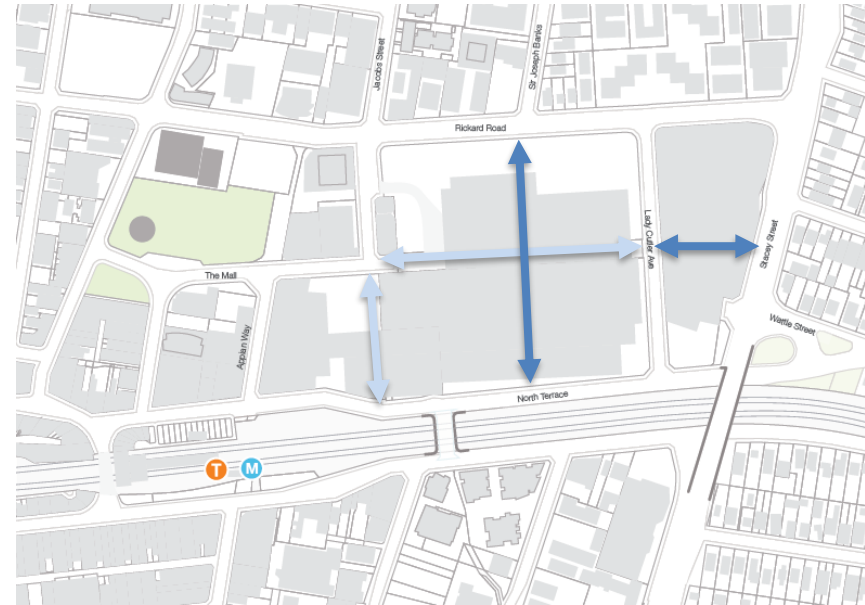 Jacobs Street
Sir Joseph Banks
Rickard Road
Lady Cutler Ave
Stacey Street
The Mall
Wattle Street
Appian Way
North Terrace
T
M